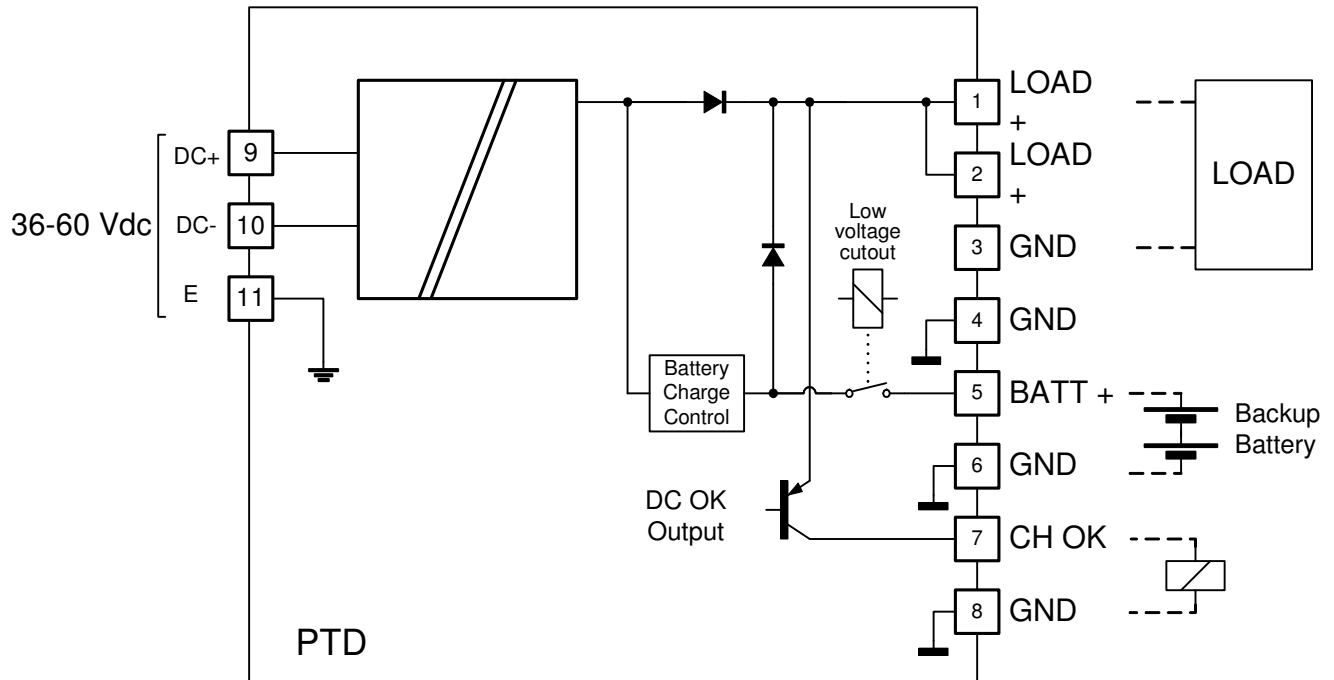 36-60 Vdc
DC+
9
DC-
10
E
11
1
LOAD
+
2
LOAD
+
3
GND
4
GND
5
BATT +
6
GND
7
CH OK
8
GND
LOAD
Low
voltage
cutout
Battery
Charge
Control
Backup
Battery
DC OK
Output
PTD